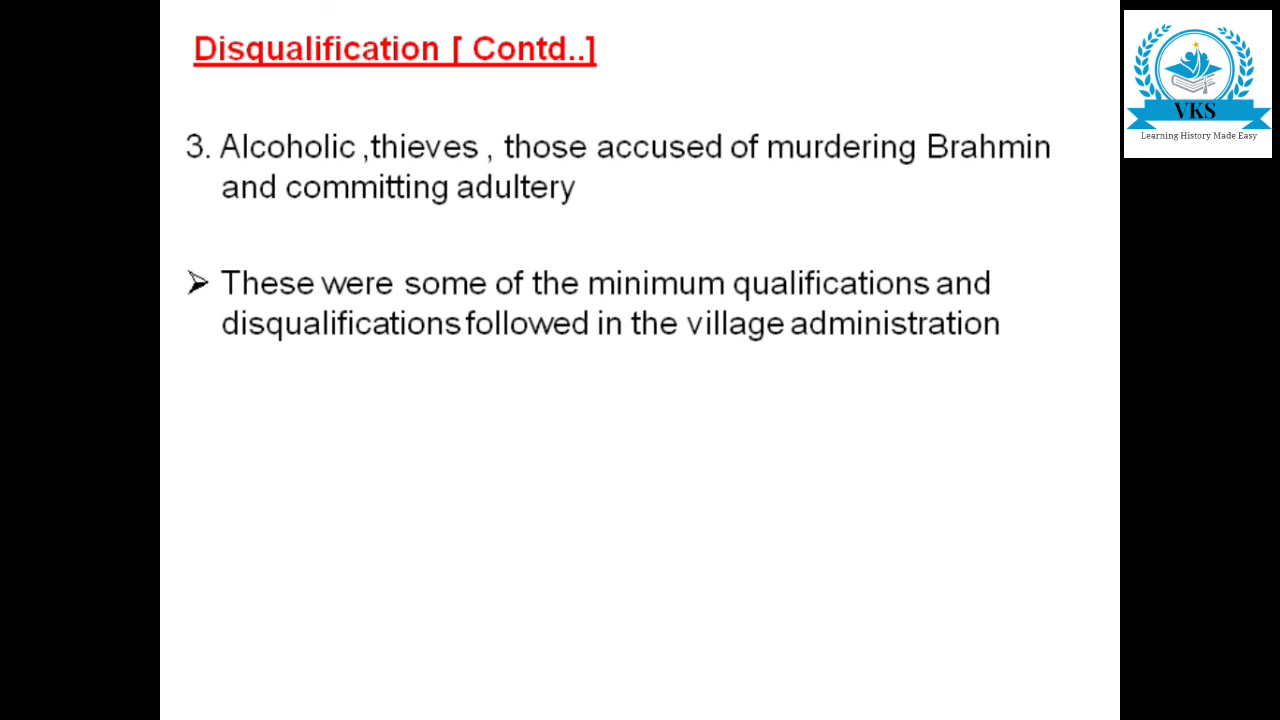 Disqualification [ Contd..]
3. Alcoholic ,thieves , those accused of murdering Brahmin
and committing adultery
➢ These were some of the minimum qualifications and
disqualifications followed in the village administration
VKS
Learning History Made Easy